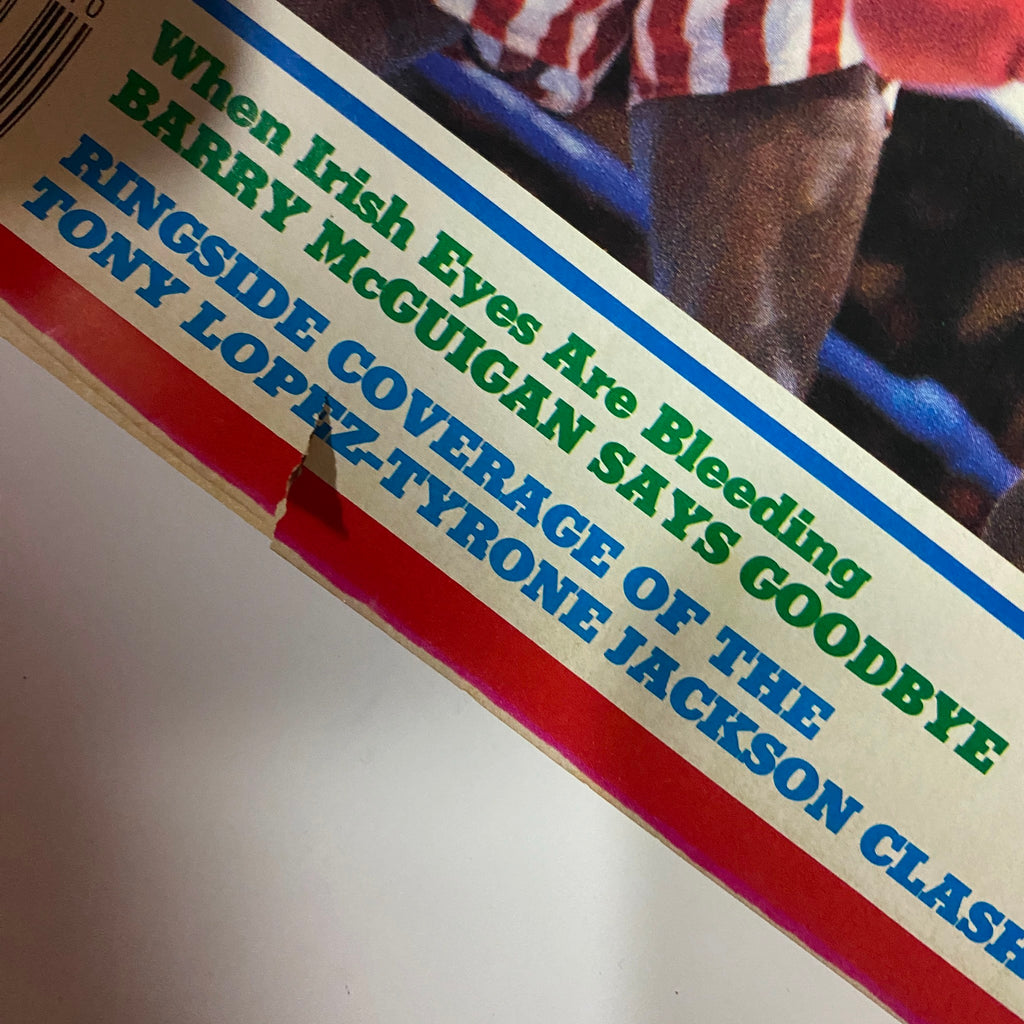 When Irish Eyes Are Bleeding
BARRY McGUIGAN SAYS GOODBYE
RINGSIDE COVERAGE OF THE
TONY LOPEZ-TYRONE JACKSON CLASH